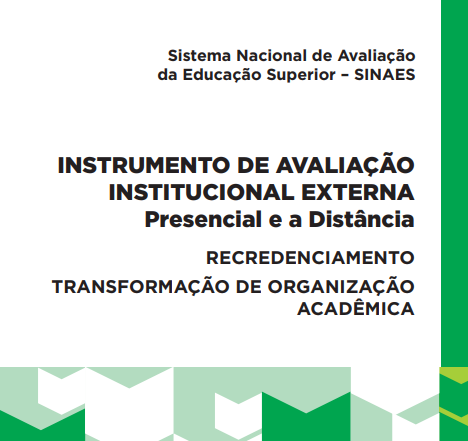 Sistema Nacional de Avaliação
da Educação Superior – SINAES
INSTRUMENTO DE AVALIAÇÃO
INSTITUCIONAL EXTERNA
Presencial e a Distância
RECREDENCIAMENTO
TRANSFORMAÇÃO DE ORGANIZAÇÃO
ACADÊMICA